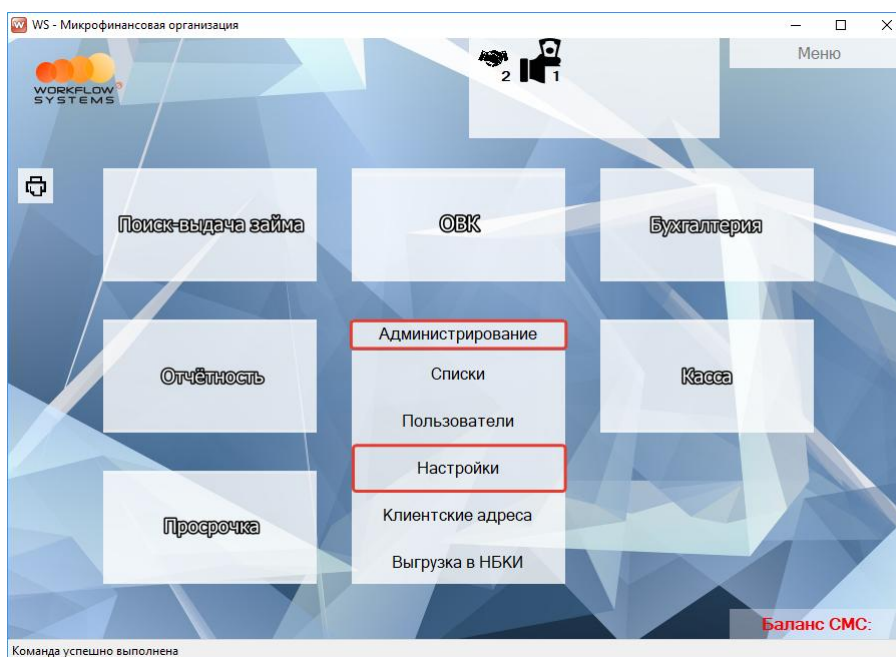 WS - Микрофинансовая организация
Меню
WORKFLOW
SYSTEMS
2
1
Поиск-выдача займа
ОВК
Бухгалтерия
Администрирование
Отчётность
Списки
Касса
Пользователи
Настройки
Просрочка
Клиентские адреса
Выгрузка в НБКИ
Баланс СМС:
Команда успешно выполнена